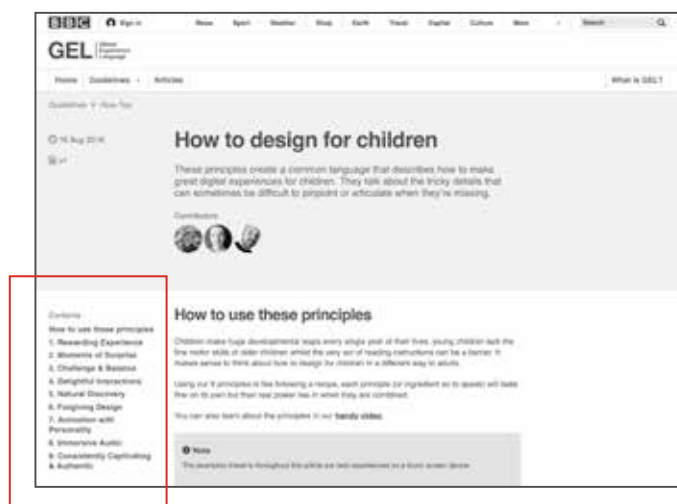 BBC Sign in News Sport Weather Shop Earth Travel Capital Culture More Search
GEL Global Experience Language
Home Guidelines Articles What is GEL?
Guidelines How Tos
How to design for children
These principles create a common language that describes how to make
great digital experiences for children. They talk about the tricky details that
can sometimes be difficult to pinpoint or articulate when they're missing.
Contributors
Contents
How to use these principles
1. Rewarding Experience
2. Moments of Surprise
3. Challenge & Balance
4. Delightful Interactions
5. Natural Discovery
6. Forgiving Design
7. Animation with
Personality
8. Immersive Audio
9. Consistently Captivating
& Authentic
How to use these principles
Children make huge developmental leaps every single year of their lives, young children lack the
fine motor skills of older children whilst the very act of reading instructions can be a barrier. It
makes sense to think about how to design for children in a different way to adults.
Using our 9 principles is like following a recipe, each principle (or ingredient so to speak) will taste
fine on its own but their real power lies in when they are combined.
You can also learn about the principles in our handy video.
Note
The examples linked to throughout this article are best experienced on a touch screen device